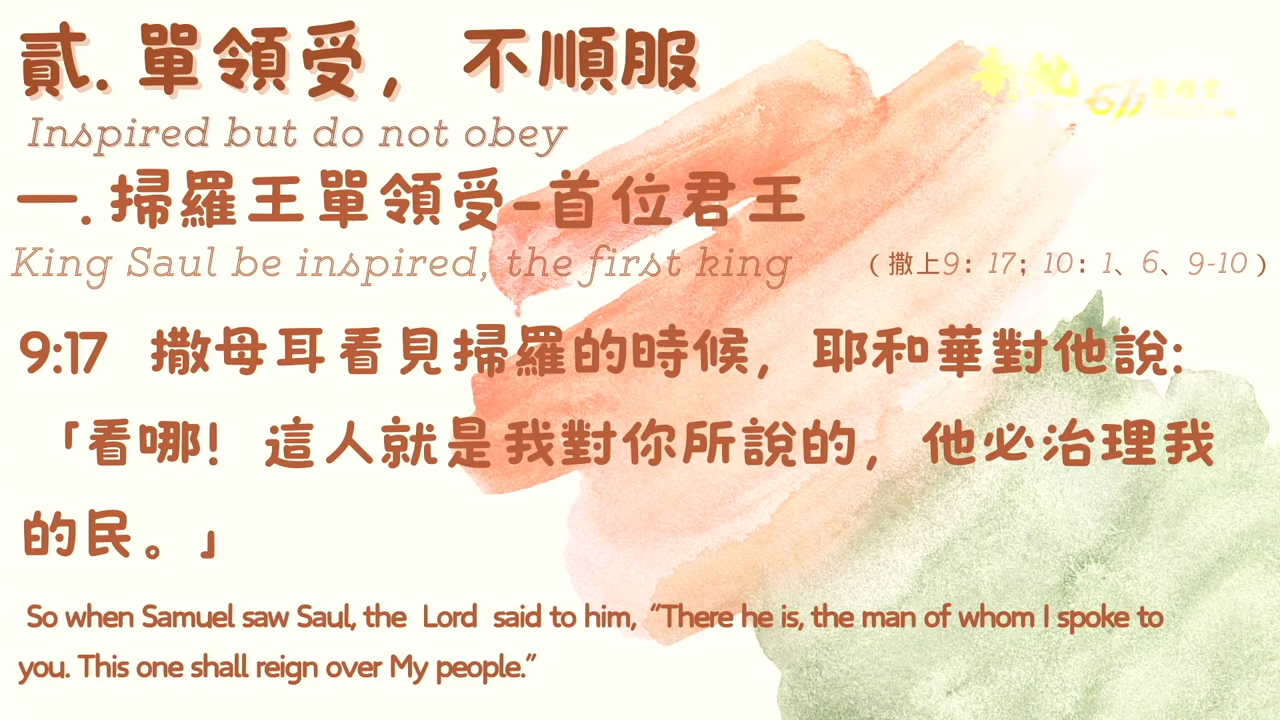 貳. 單領受， 不順服
Inspired but do not obey
一. 掃羅王單領受-首位君王
King Saul be inspired, the first king （撒上9：17；10：1、6、9-10）
9:17 撒母耳看見掃羅的時候，耶和華對他說:
「看哪！這人就是我對你所說的，他必治理我
的民。」
So when Samuel saw Saul, the Lord said to him, “There he is, the man of whom I spoke to
you. This one shall reign over My people.”